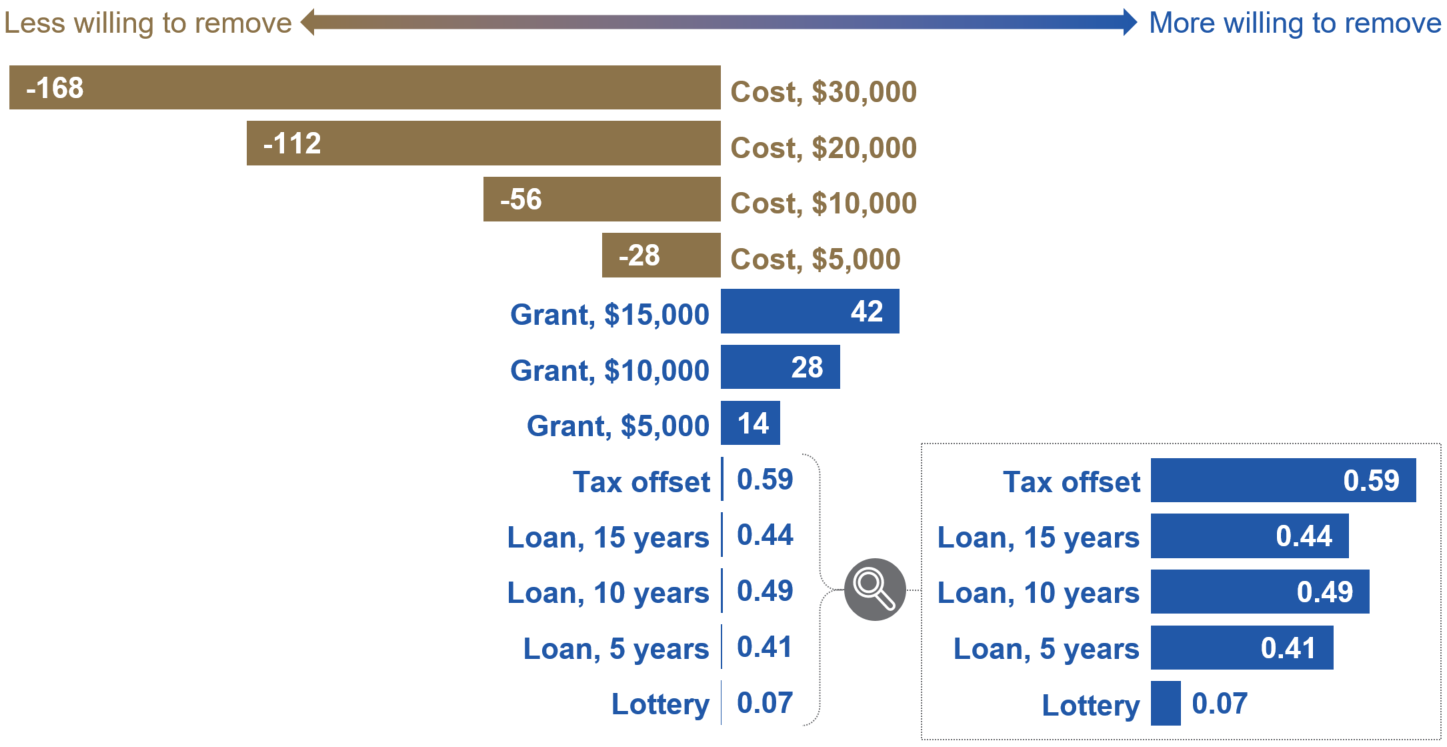 Less willing to remove
More willing to remove
-168
Cost, $30,000
-112
Cost, $20,000
-56
Cost, $10,000
-28
Cost, $5,000
Grant, $15,000
42
Grant, $10,000
28
Grant, $5,000
14
Tax offset
0.59
Loan, 15 years
0.44
Loan, 10 years
0.49
Loan, 5 years
0.41
Lottery
0.07
Tax offset
0.59
Loan, 15 years
0.44
Loan, 10 years
0.49
Loan, 5 years
0.41
Lottery
0.07